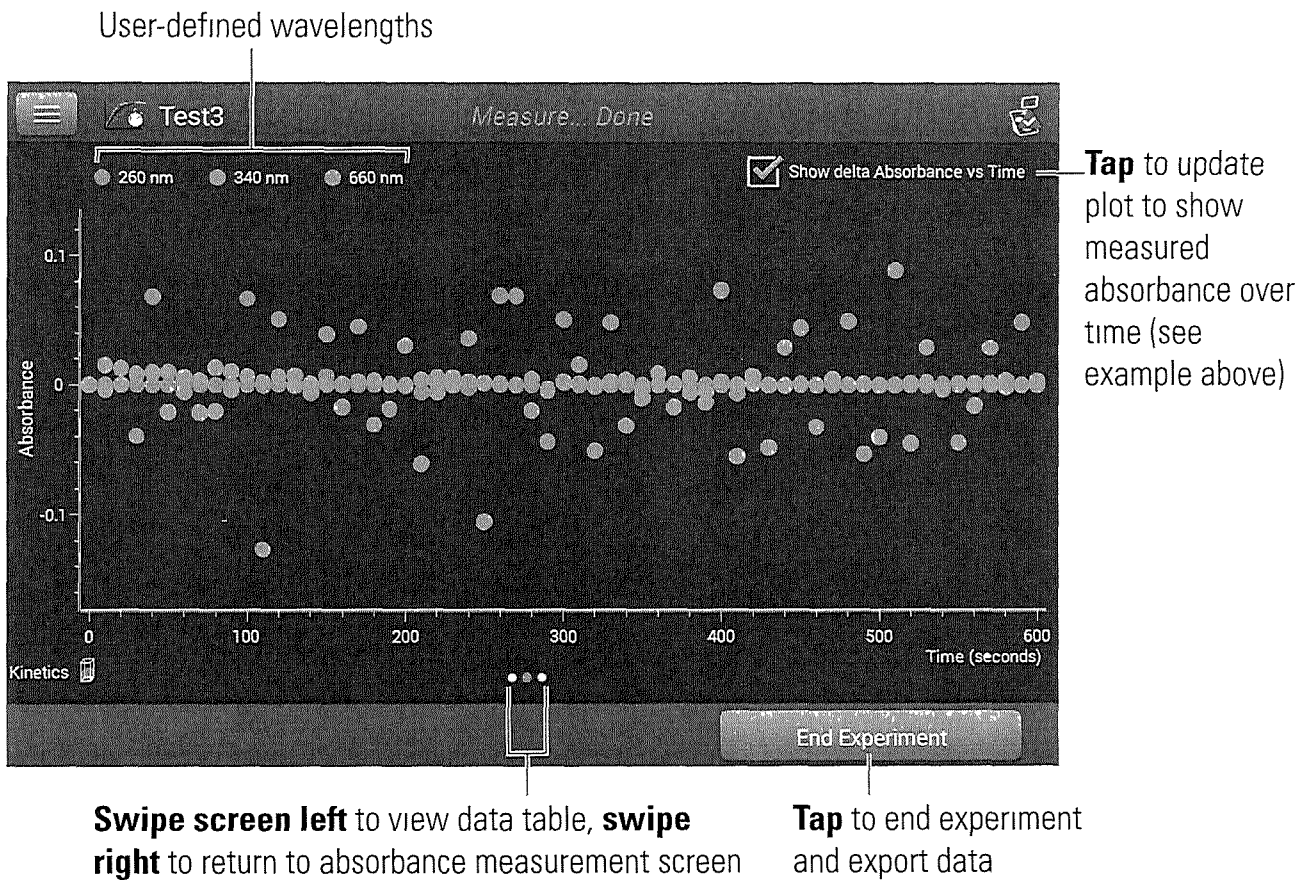 User-defined wavelengths
Test3
Measure... Done
260 nm
340 nm
660 nm
Show delta Absorbance vs Time
Tap to update
plot to show
measured
absorbance over
time (see
example above)
0.1
0
-0.1
Absorbance
0
100
200
300
400
500
600
Time (seconds)
Kinetics
End Experiment
Swipe screen left to view data table, swipe
right to return to absorbance measurement screen
Tap to end experiment
and export data